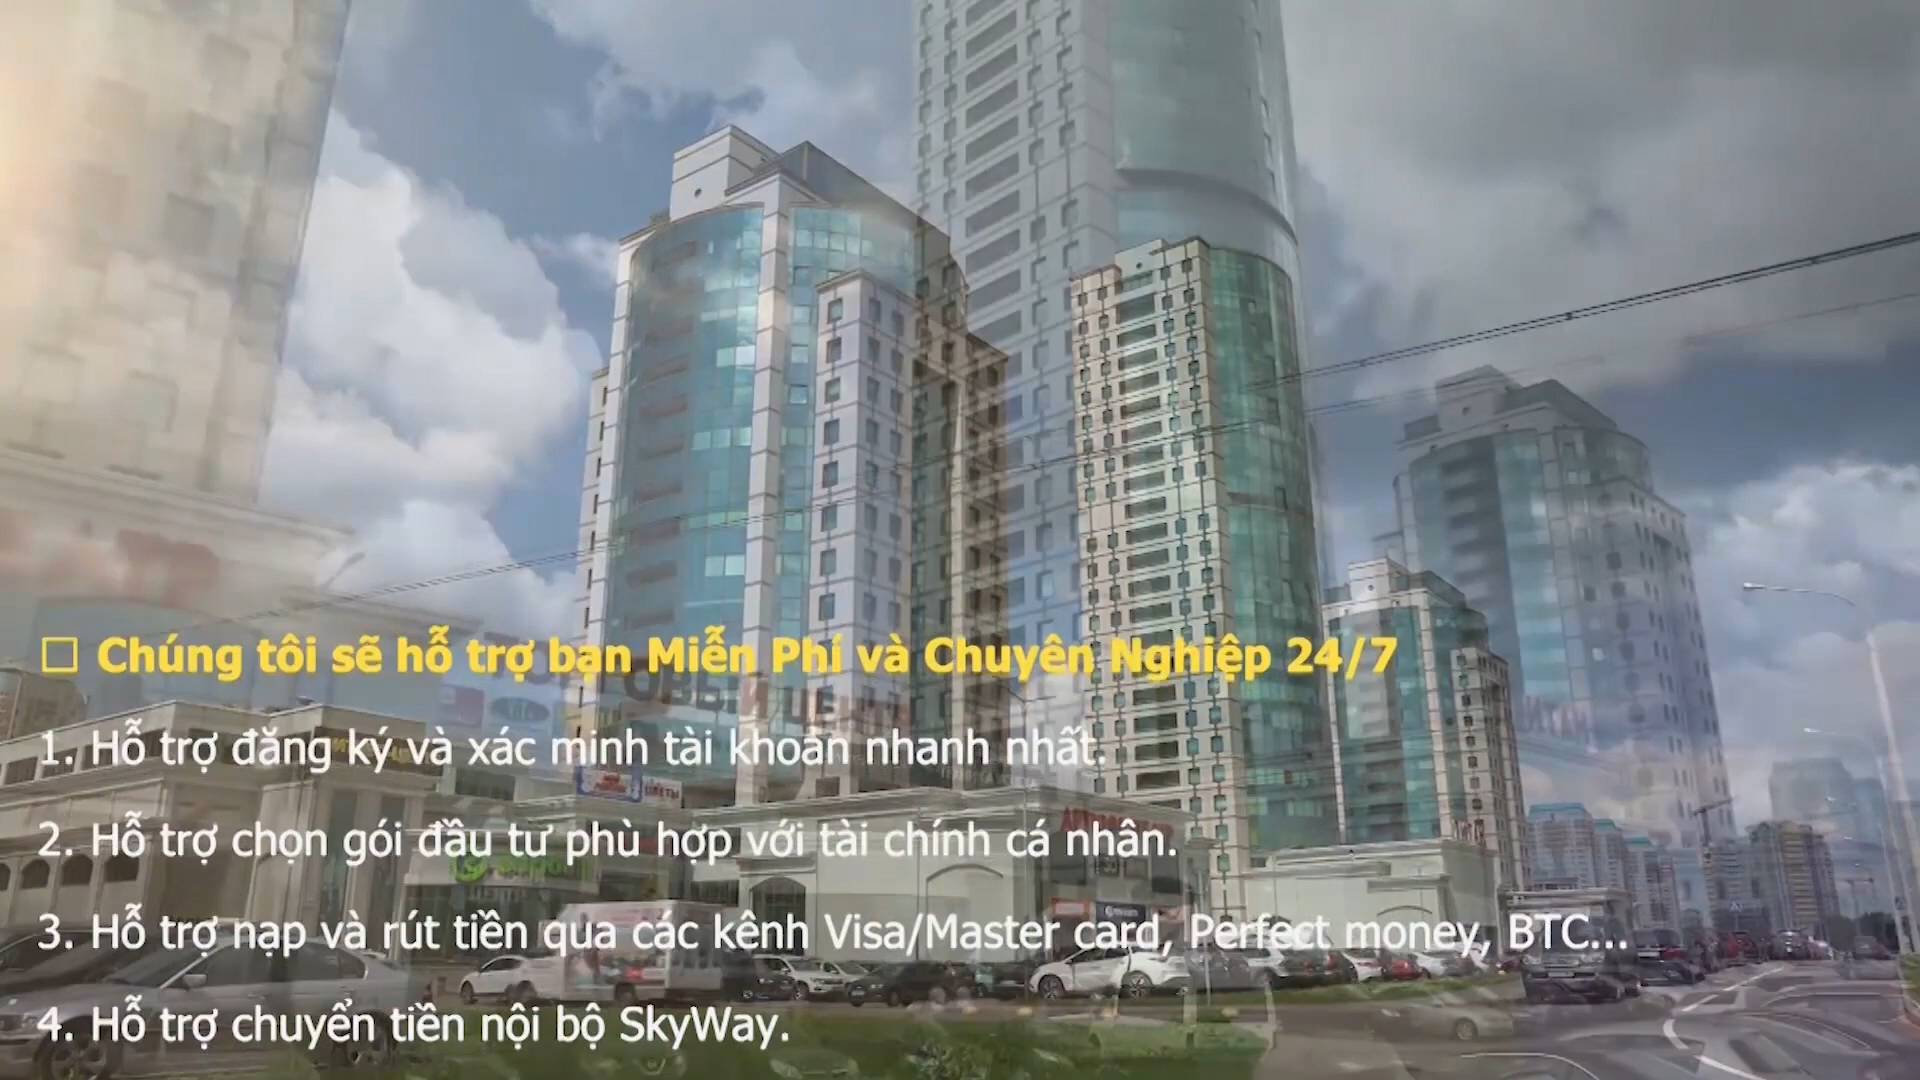 Chúng tôi sẽ hỗ trợ bạn Miễn Phí và Chuyên Nghiệp 24/7
ТОРГОВЫЙ ЦЕНТР
1. Hỗ trợ đăng ký và xác minh tài khoản nhanh nhất.
ЦВЕТЫ
2. Hỗ trợ chọn gói đầu tư phù hợp với tài chính cá nhân.
3. Hỗ trợ nạp và rút tiền qua các kênh Visa/Master card, Perfect money, BTC...
4. Hỗ trợ chuyển tiền nội bộ SkyWay.